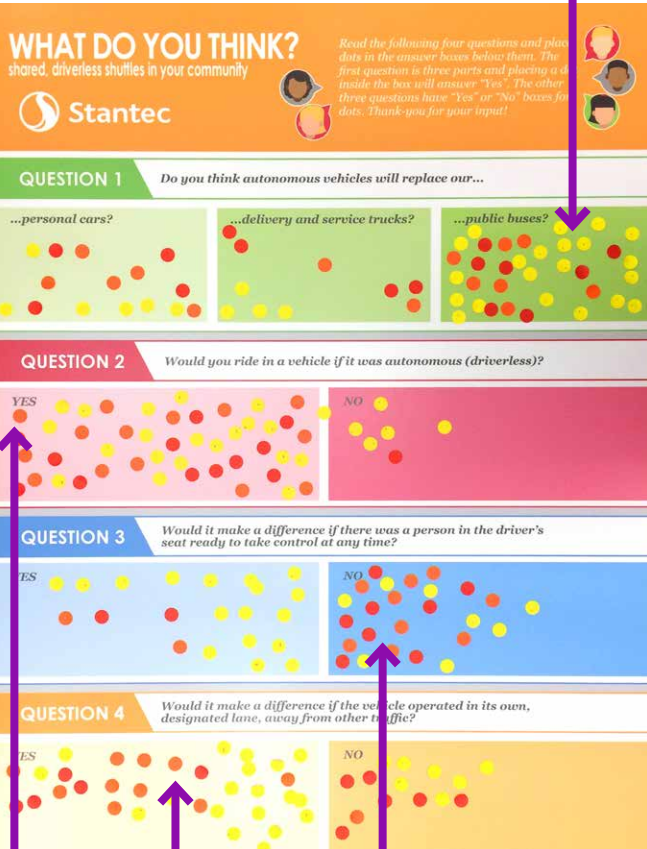 WHAT DO YOU THINK?
shared, driverless shuttles in your community
Stantec
Read the following four questions and place
dots in the answer boxes below them. The
first question is three parts and placing a
inside the box will answer "Yes". The other
three questions have "Yes" or "No" boxes for
dots. Thank-you for your input!
QUESTION 1
Do you think autonomous vehicles will replace our...
...personal cars?
...delivery and service trucks?
...public buses?
QUESTION 2
Would you ride in a vehicle if it was autonomous (driverless)?
YES
NO
QUESTION 3
Would it make a difference if there was a person in the driver's
seat ready to take control at any time?
YES
NO
QUESTION 4
Would it make a difference if the vehicle operated in its own,
designated lane, away from other traffic?
YES
NO